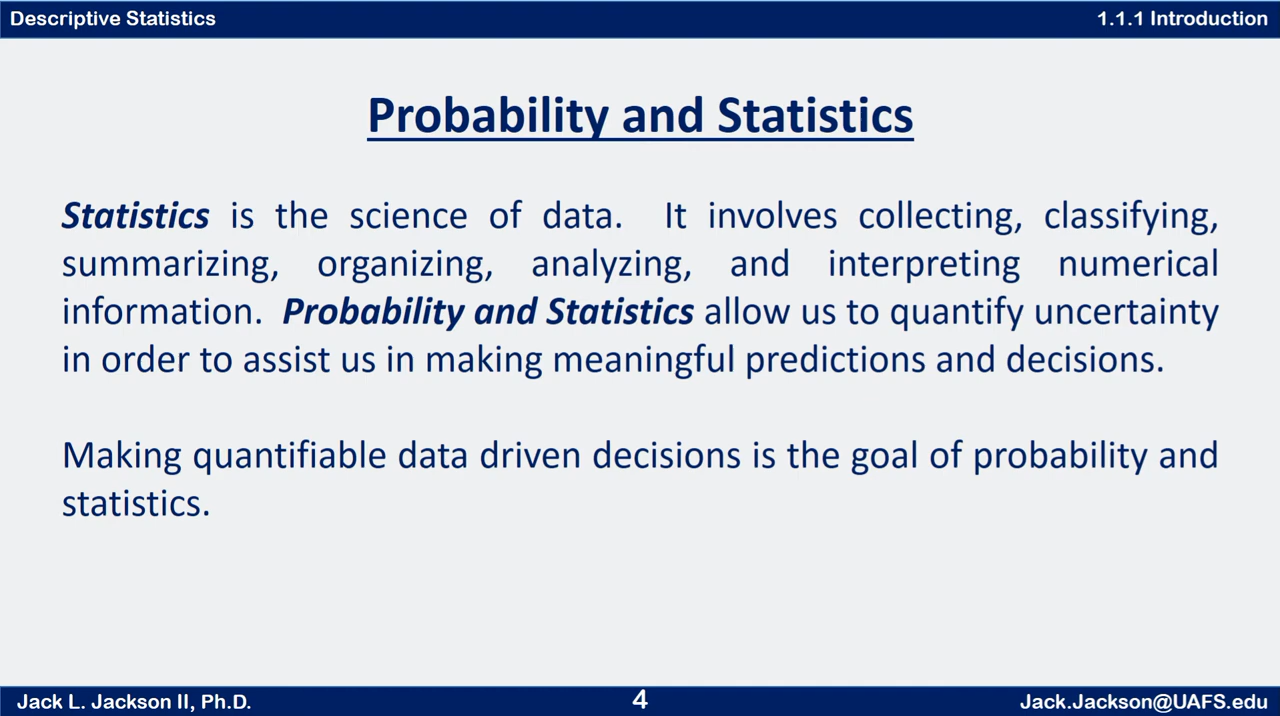 Descriptive Statistics
1.1.1 Introduction
Probability and Statistics
Statistics is the science of data. It involves collecting, classifying,
summarizing, organizing, analyzing, and interpreting numerical
information. Probability and Statistics allow us to quantify uncertainty
in order to assist us in making meaningful predictions and decisions.
Making quantifiable data driven decisions is the goal of probability and
statistics.
Jack L. Jackson II, Ph.D.
4
Jack.Jackson@UAFS.edu